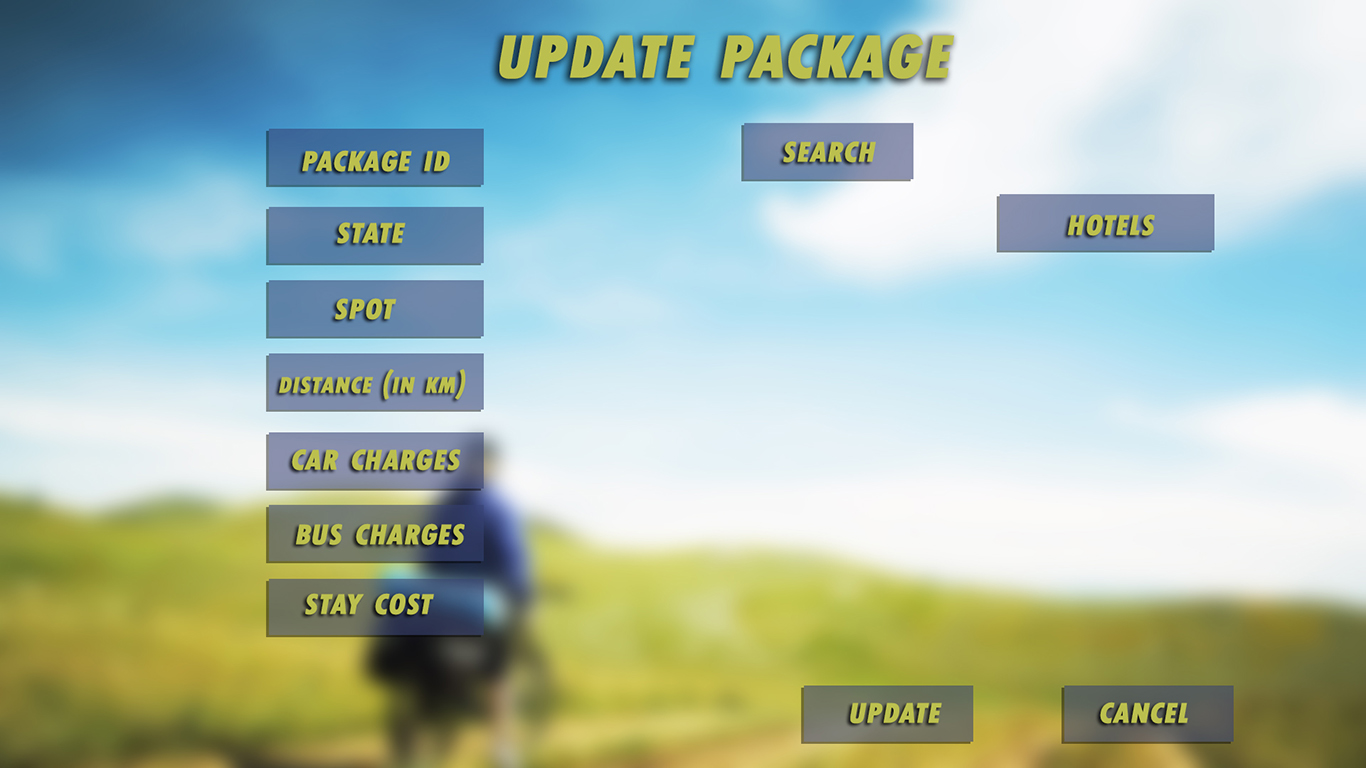 UPDATE PACKAGE
PACKAGE ID
SEARCH
STATE
HOTELS
SPOT
DISTANCE (IN KM)
CAR CHARGES
BUS CHARGES
STAY COST
UPDATE
CANCEL